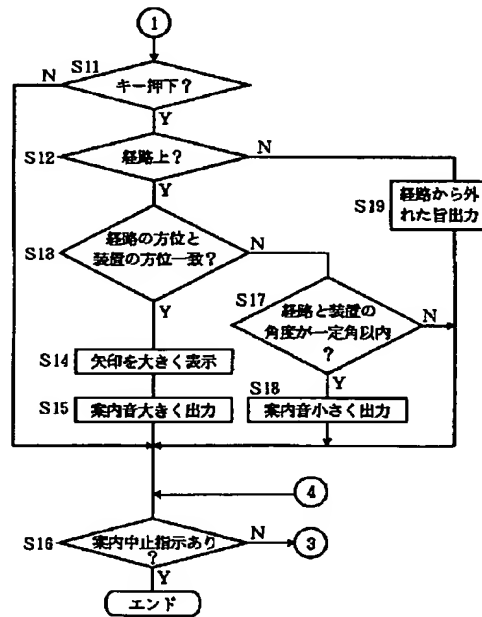 1
S11
N
キー押下?
Y
S12
経路上?
N
Y
S19
経路から外
れた旨出力
S13
経路の方位と
装置の方位一致?
N
Y
S17
経路と装置の
角度が一定角以内
?
N
Y
S14
矢印を大きく表示
S18
S15
案内音大きく出力
案内音小さく出力
4
S16
案内中止指示あり
?
N
3
Y
エンド